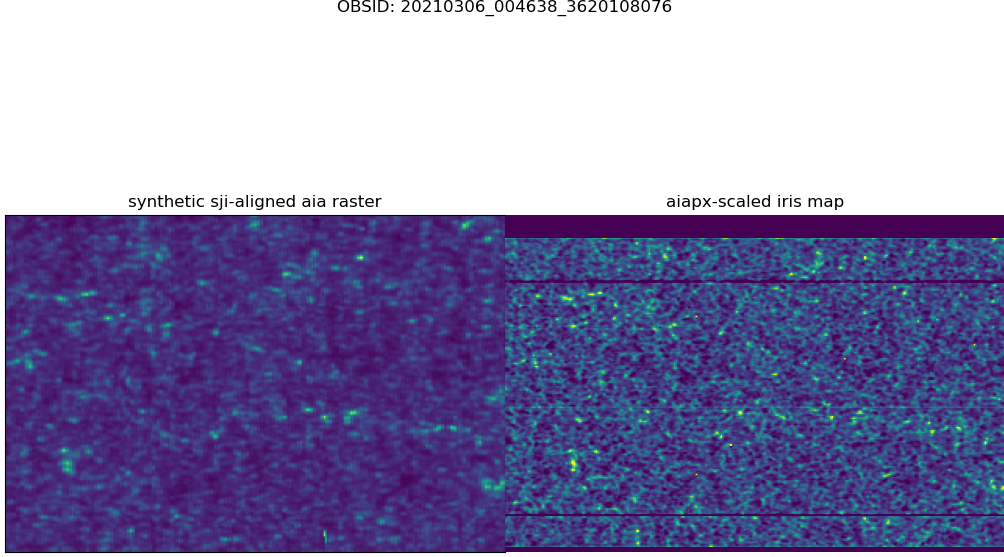 OBSID: 20210306_004638_3620108076
synthetic sji-aligned aia raster
aiapx-scaled iris map